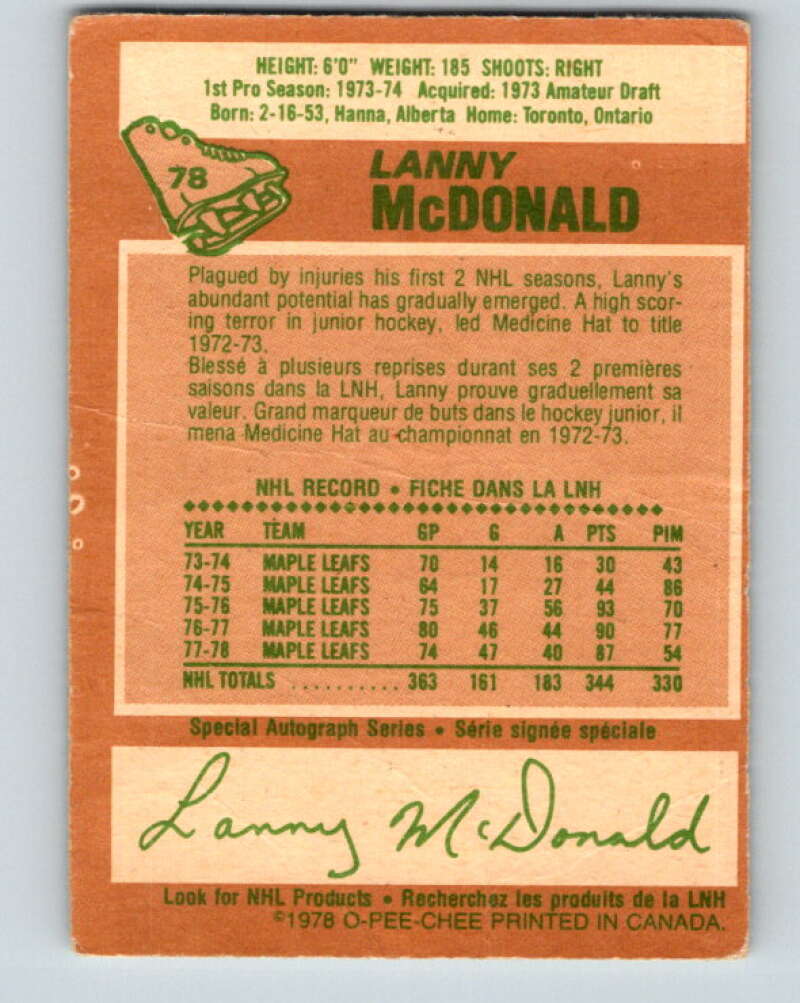 HEIGHT: 6'0" WEIGHT: 185 SHOOTS: RIGHT
1st Pro Season: 1973-74 Acquired: 1973 Amateur Draft
Born: 2-16-53, Hanna, Alberta Home: Toronto, Ontario
78
LANNY
McDONALD
Plagued by injuries his first 2 NHL seasons, Lanny's
abundant potential has gradually emerged. A high scor-
ing terror in junior hockey, led Medicine Hat to title
1972-73.
Blessé à plusieurs reprises durant ses 2 premières
saisons dans la LNH, Lanny prouve graduellement sa
valeur. Grand marqueur de buts dans le hockey junior, il
mena Medicine Hat au championnat en 1972-73.
NHL RECORD • FICHE DANS LA LNH
YEAR TEAM GP G A PTS PIM
73-74 MAPLE LEAFS 70 14 16 30 43
74-75 MAPLE LEAFS 64 17 27 44 86
75-76 MAPLE LEAFS 75 37 56 93 70
76-77 MAPLE LEAFS 80 46 44 90 77
77-78 MAPLE LEAFS 74 47 40 87 54
NHL TOTALS .......... 363 161 183 344 330
Special Autograph Series • Série signée spéciale
Lanny McDonald
Look for NHL Products • Recherchez les produits de la LNH
©1978 O-PEE-CHEE PRINTED IN CANADA.